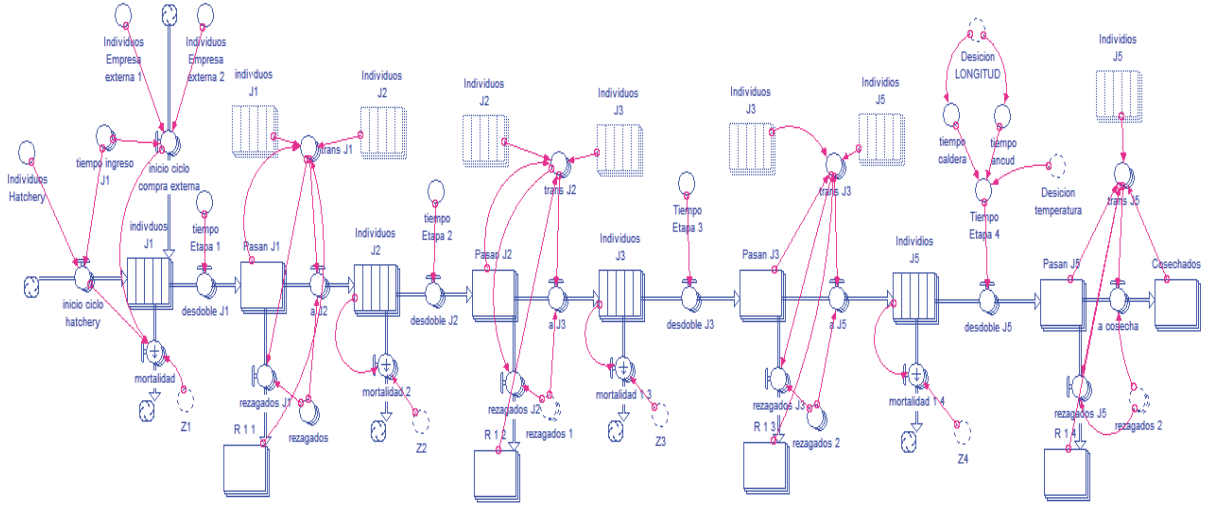 Individuos
Empresa
externa 1
Individuos
Empresa
externa 2
Individuos
Hatchery
tiempo ingreso
J1
inicio ciclo
compra externa
inicio ciclo
hatchery
indivduos
J1
mortalidad
Z1
tiempo
Etapa 1
desdoble J1
individuos
J1
Individuos
J2
trans J1
Pasan J1
a J2
rezagados J1
rezagados
R 1 1
Individuos
J2
mortalidad 2
Z2
tiempo
Etapa 2
desdoble J2
Individuos
J2
Individuos
J3
trans J2
Pasan J2
a J3
rezagados J2
rezagados 1
R 1 2
Individuos
J3
mortalidad 1 3
Z3
Tiempo
Etapa 3
desdoble J3
Individuos
J3
Individios
J5
trans J3
Pasan J3
a J5
rezagados J3
rezagados 2
R 1 3
Individios
J5
mortalidad 1 4
Z4
Desicion
LONGITUD
tiempo
caldera
tiempo
ancud
Desicion
temperatura
Tiempo
Etapa 4
desdoble J5
Individios
J5
trans J5
Pasan J5
Cosechados
a cosecha
rezagados J5
rezagados 2
R 1 4